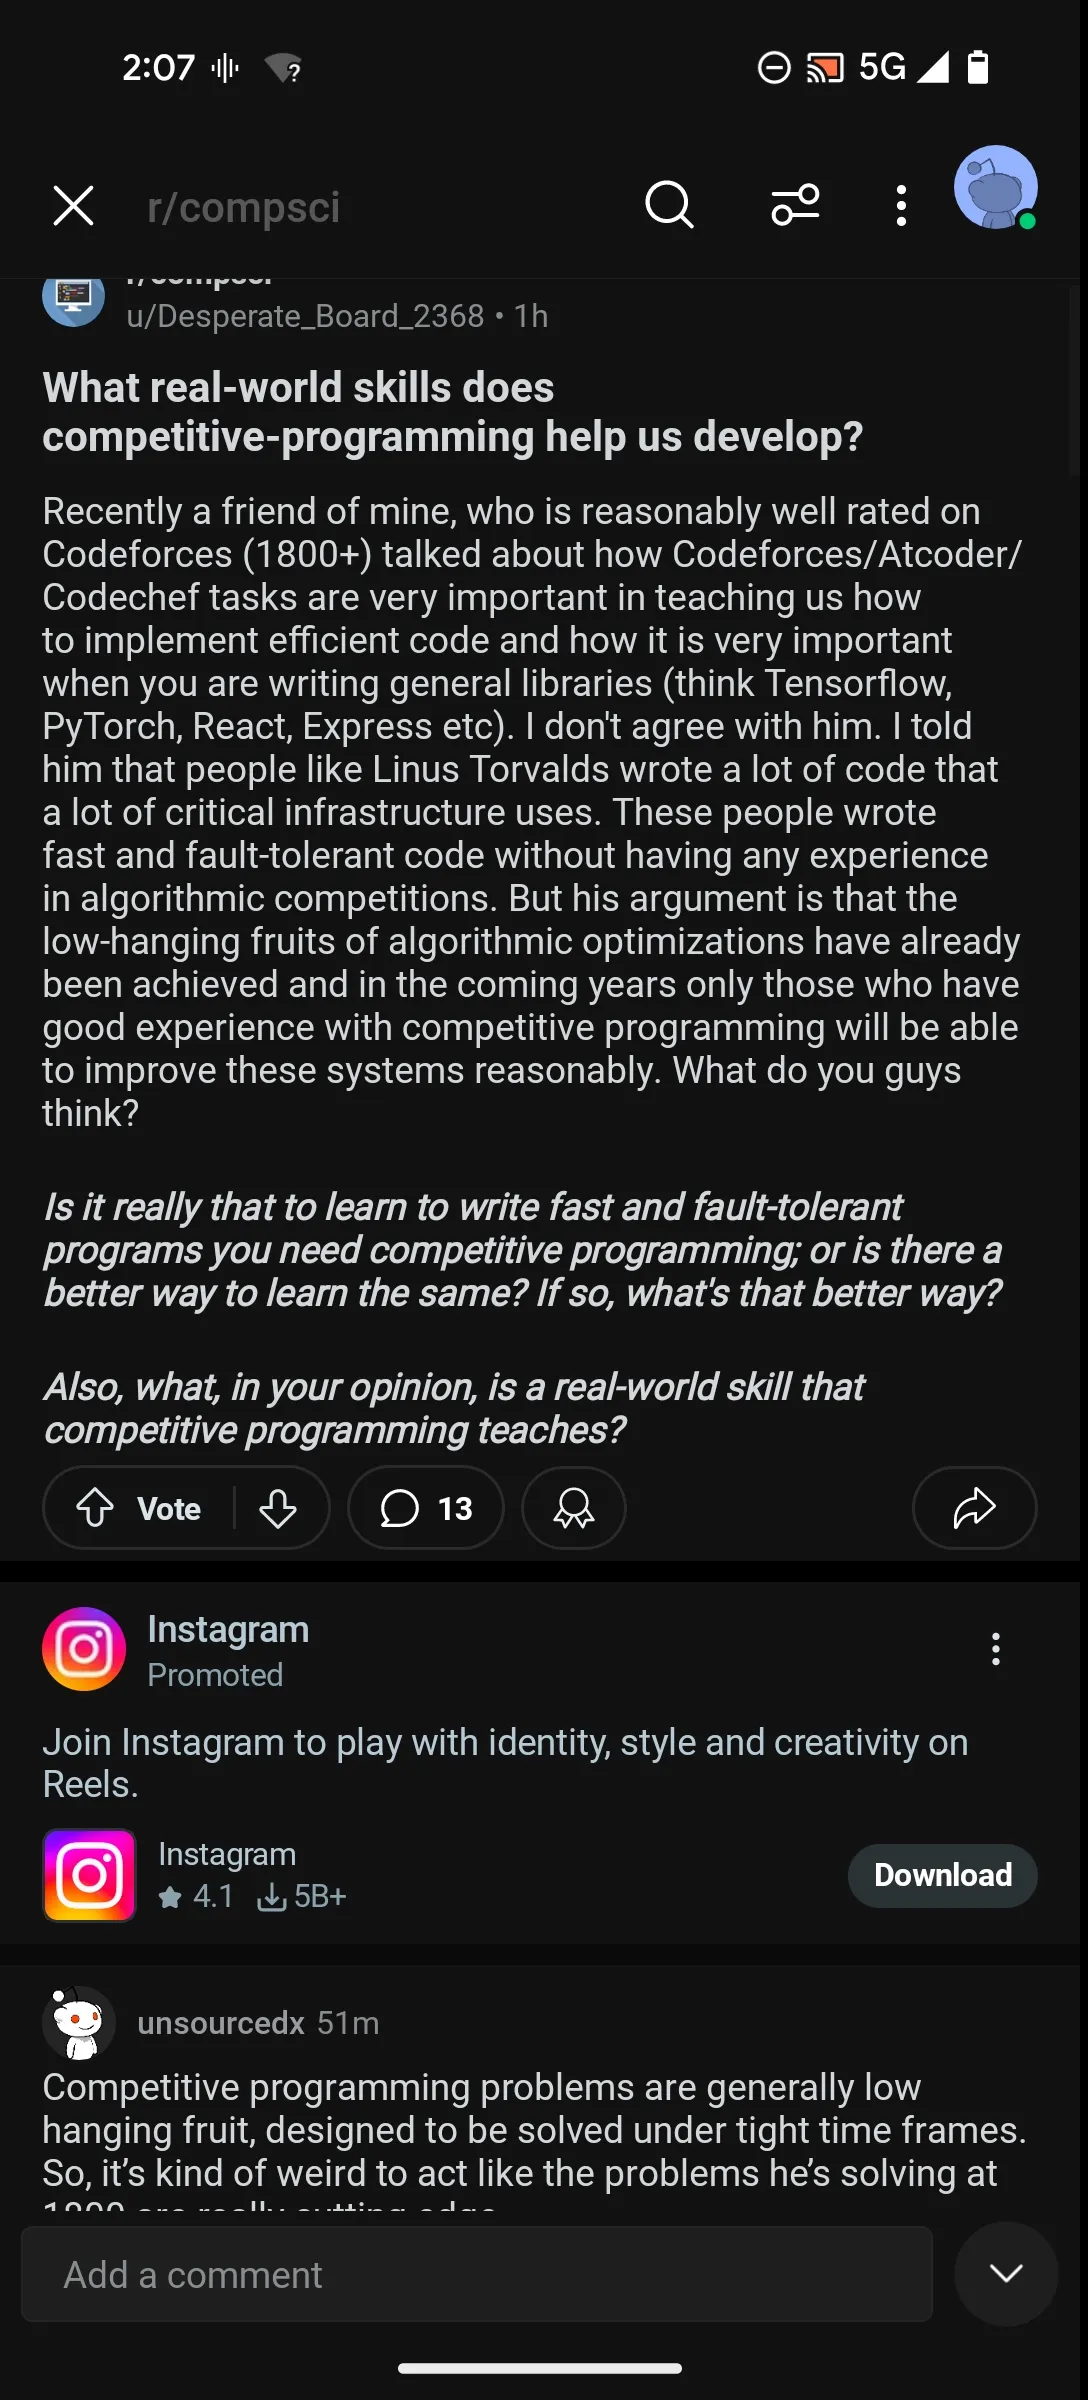 2:07
5G
r/compsci
r/compsci
u/Desperate_Board_2368 • 1h
What real-world skills does
competitive-programming help us develop?
Recently a friend of mine, who is reasonably well rated on
Codeforces (1800+) talked about how Codeforces/Atcoder/
Codechef tasks are very important in teaching us how
to implement efficient code and how it is very important
when you are writing general libraries (think Tensorflow,
PyTorch, React, Express etc). I don't agree with him. I told
him that people like Linus Torvalds wrote a lot of code that
a lot of critical infrastructure uses. These people wrote
fast and fault-tolerant code without having any experience
in algorithmic competitions. But his argument is that the
low-hanging fruits of algorithmic optimizations have already
been achieved and in the coming years only those who have
good experience with competitive programming will be able
to improve these systems reasonably. What do you guys
think?
Is it really that to learn to write fast and fault-tolerant
programs you need competitive programming; or is there a
better way to learn the same? If so, what's that better way?
Also, what, in your opinion, is a real-world skill that
competitive programming teaches?
Vote
13
Instagram
Promoted
Join Instagram to play with identity, style and creativity on
Reels.
Instagram
4.1 5B+
Download
unsourcedx 51m
Competitive programming problems are generally low
hanging fruit, designed to be solved under tight time frames.
So, it’s kind of weird to act like the problems he’s solving at
1800 are really cutting edge
Add a comment